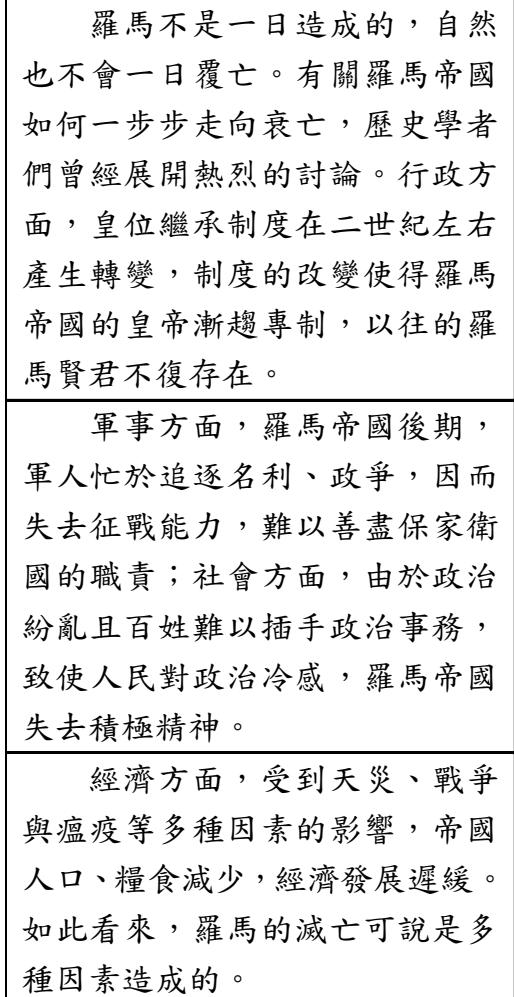 羅馬不是一日造成的，自然
也不會一日覆亡。有關羅馬帝國
如何一步步走向衰亡，歷史學者
們曾經展開熱烈的討論。行政方
面，皇位繼承制度在二世紀左右
產生轉變，制度的改變使得羅馬
帝國的皇帝漸趨專制，以往的羅
馬賢君不復存在。
軍事方面，羅馬帝國後期，
軍人忙於追逐名利、政爭，因而
失去征戰能力，難以善盡保家衛
國的職責；社會方面，由於政治
紛亂且百姓難以插手政治事務，
致使人民對政治冷感，羅馬帝國
失去積極精神。
經濟方面，受到天災、戰爭
與瘟疫等多種因素的影響，帝國
人口、糧食減少，經濟發展遲緩。
如此看來，羅馬的滅亡可說是多
種因素造成的。